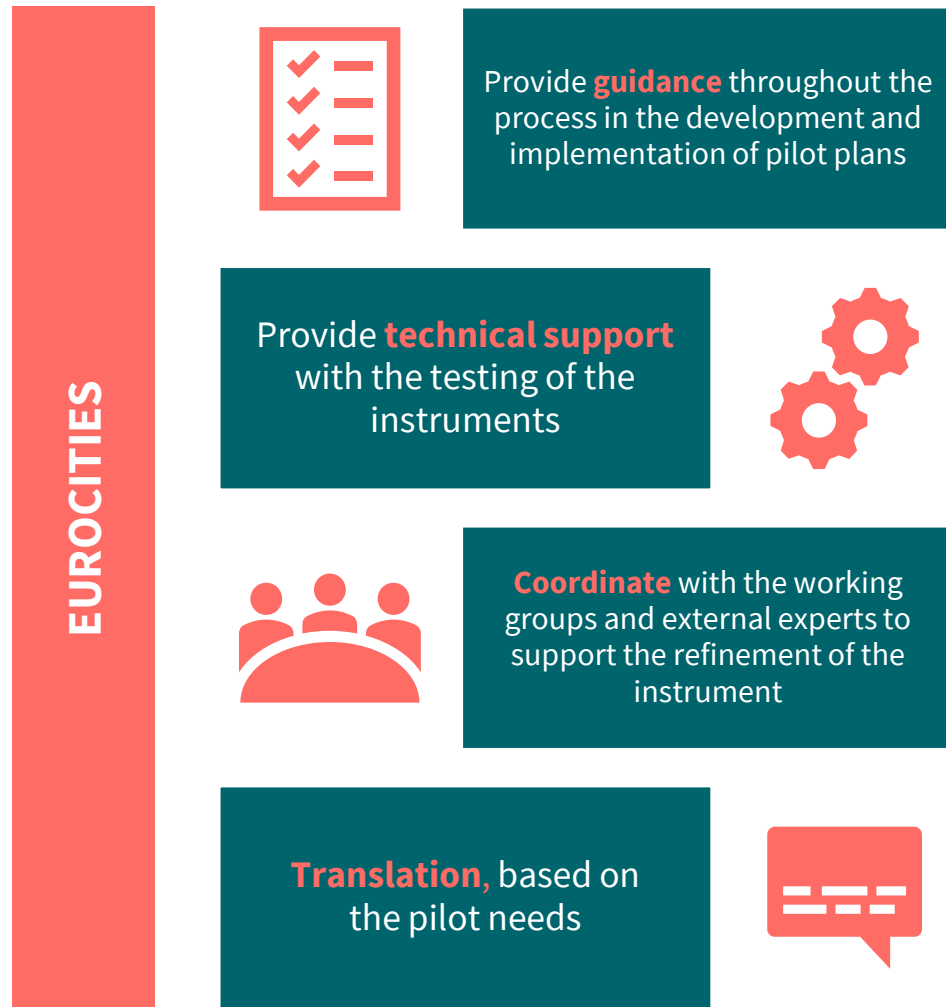 EUROCITIES
Provide guidance throughout the
process in the development and
implementation of pilot plans
Provide technical support
with the testing of the
instruments
Coordinate with the working
groups and external experts to
support the refinement of the
instrument
Translation, based on
the pilot needs